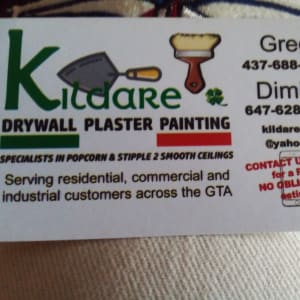 Kildare
DRYWALL PLASTER PAINTING
SPECIALISTS IN POPCORN & STIPPLE 2 SMOOTH CEILINGS
Serving residential, commercial and
industrial customers across the GTA
Gre
437-688-
Dim
647-628
kildare
@yaho
CONTACT U
for a F
NO OBL
esti